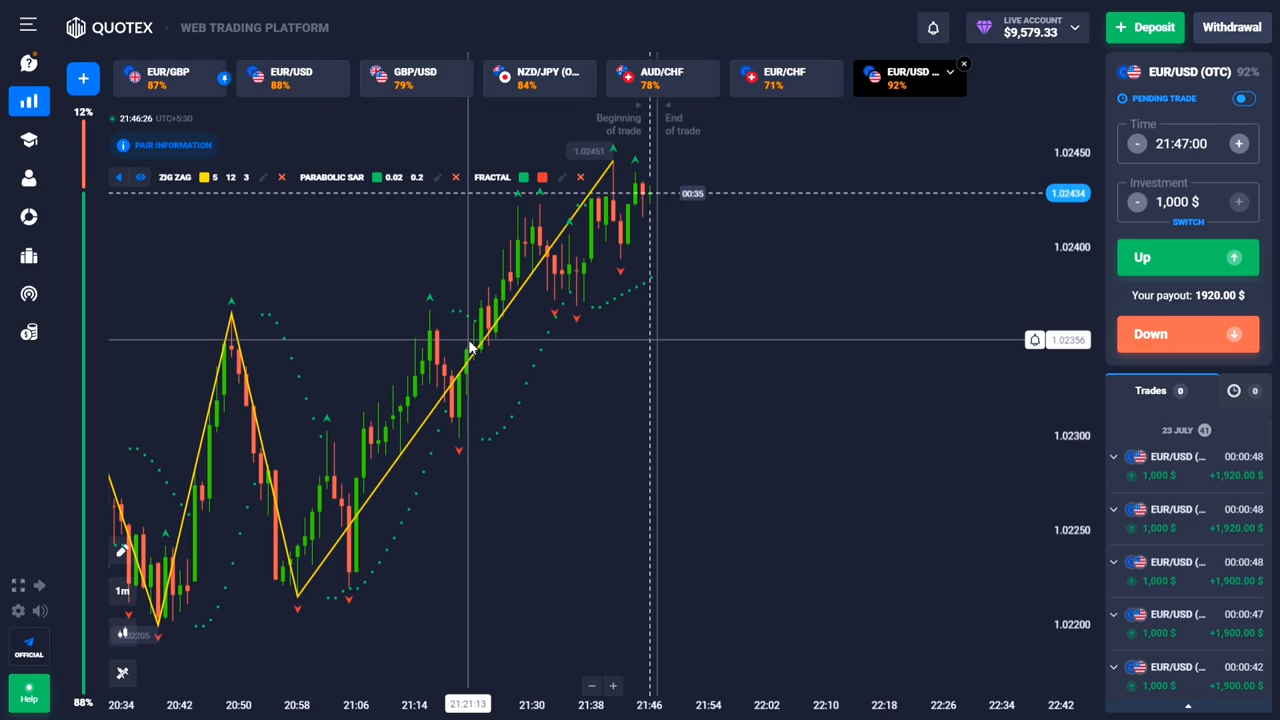 QUOTEX
WEB TRADING PLATFORM
LIVE ACCOUNT
$9,579.33
Deposit
Withdrawal
EUR/GBP
87%
EUR/USD
88%
GBP/USD
79%
NZD/JPY (O...
84%
AUD/CHF
78%
EUR/CHF
71%
EUR/USD ...
92%
EUR/USD (OTC) 92%
PENDING TRADE
Time
- 21:47:00 +
Investment
- 1,000 $ +
SWITCH
Up
Your payout: 1920.00 $
Down
Trades 0
0
23 JULY 41
EUR/USD (... 00:00:48
1,000 $ +1,920.00 $
EUR/USD (... 00:00:48
1,000 $ +1,920.00 $
EUR/USD (... 00:00:48
1,000 $ +1,900.00 $
EUR/USD (... 00:00:47
1,000 $ +1,900.00 $
EUR/USD (... 00:00:42
1,000 $ +1,900.00 $
12%
88%
21:46:26 UTC+5:30
PAIR INFORMATION
ZIG ZAG 5 12 3
PARABOLIC SAR 0.02 0.2
FRACTAL
Beginning
of trade
End
of trade
1.02451
00:35
1.02450
1.02434
1.02400
1.02356
1.02300
1.02250
1.02200
1.02205
1m
OFFICIAL
Help
20:34 20:42 20:50 20:58 21:06 21:14 21:21:13 21:30 21:38 21:46 21:54 22:02 22:10 22:18 22:26 22:34 22:42